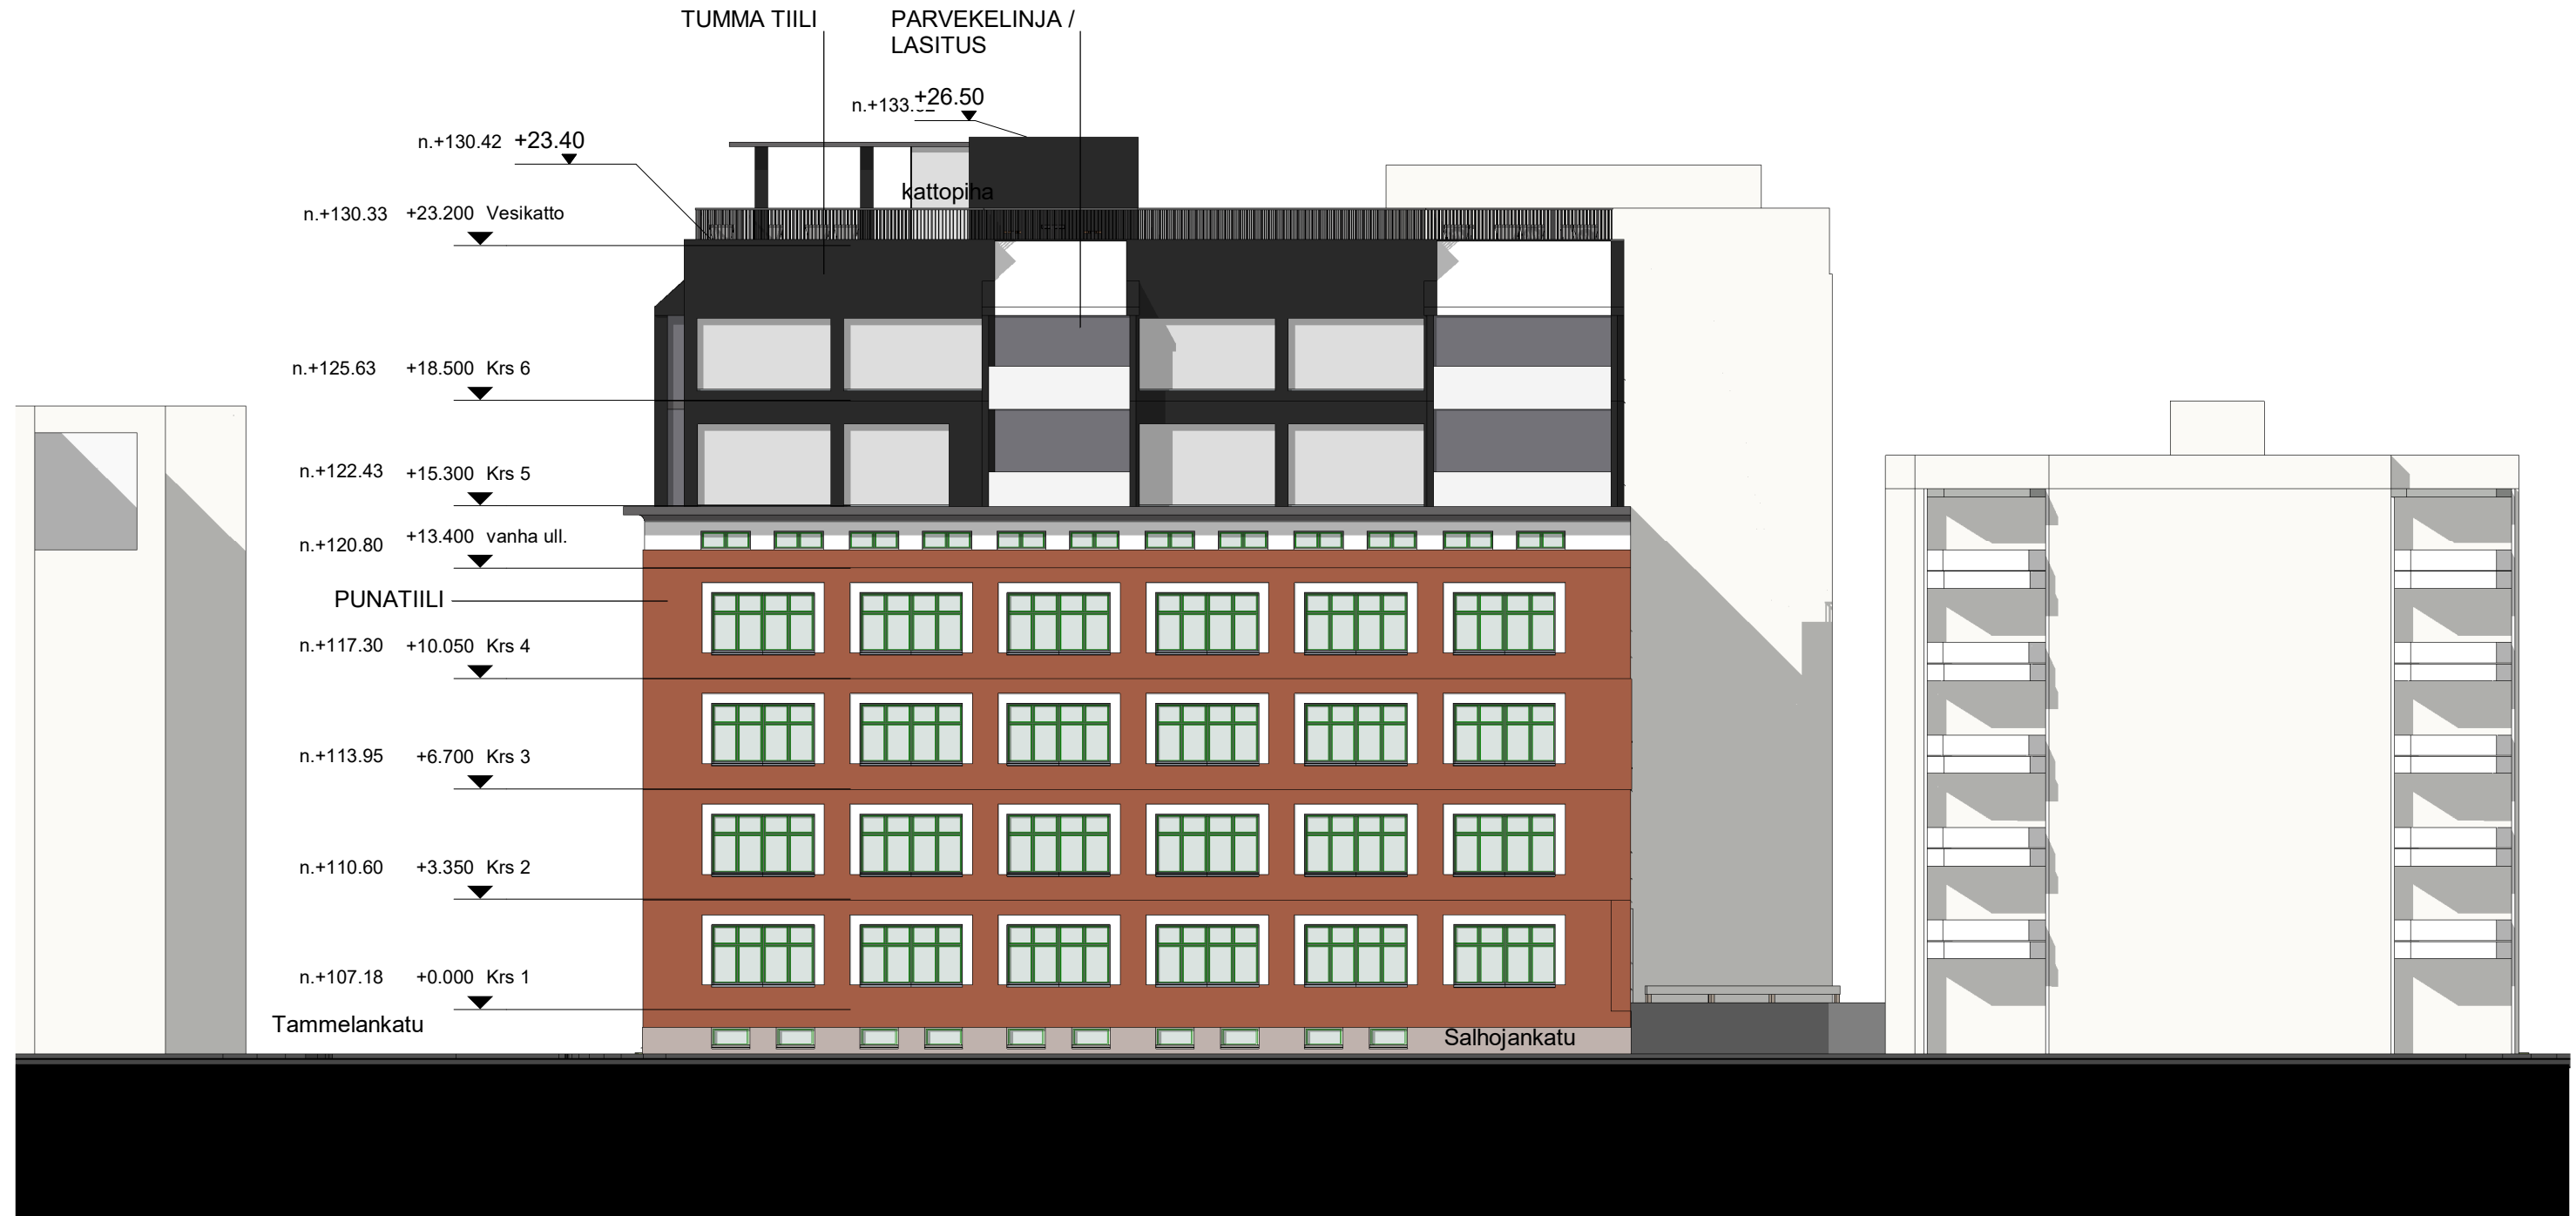 TUMMA TIILI
PARVEKELINJA /
LASITUS
+26.50
n.+130.42 +23.40
kattopiha
n.+130.33 +23.200 Vesikatto
n.+125.63 +18.500 Krs 6
n.+122.43 +15.300 Krs 5
n.+120.80 +13.400 vanha ull.
PUNATIILI
n.+117.30 +10.050 Krs 4
n.+113.95 +6.700 Krs 3
n.+110.60 +3.350 Krs 2
n.+107.18 +0.000 Krs 1
Tammelankatu
Salhojankatu